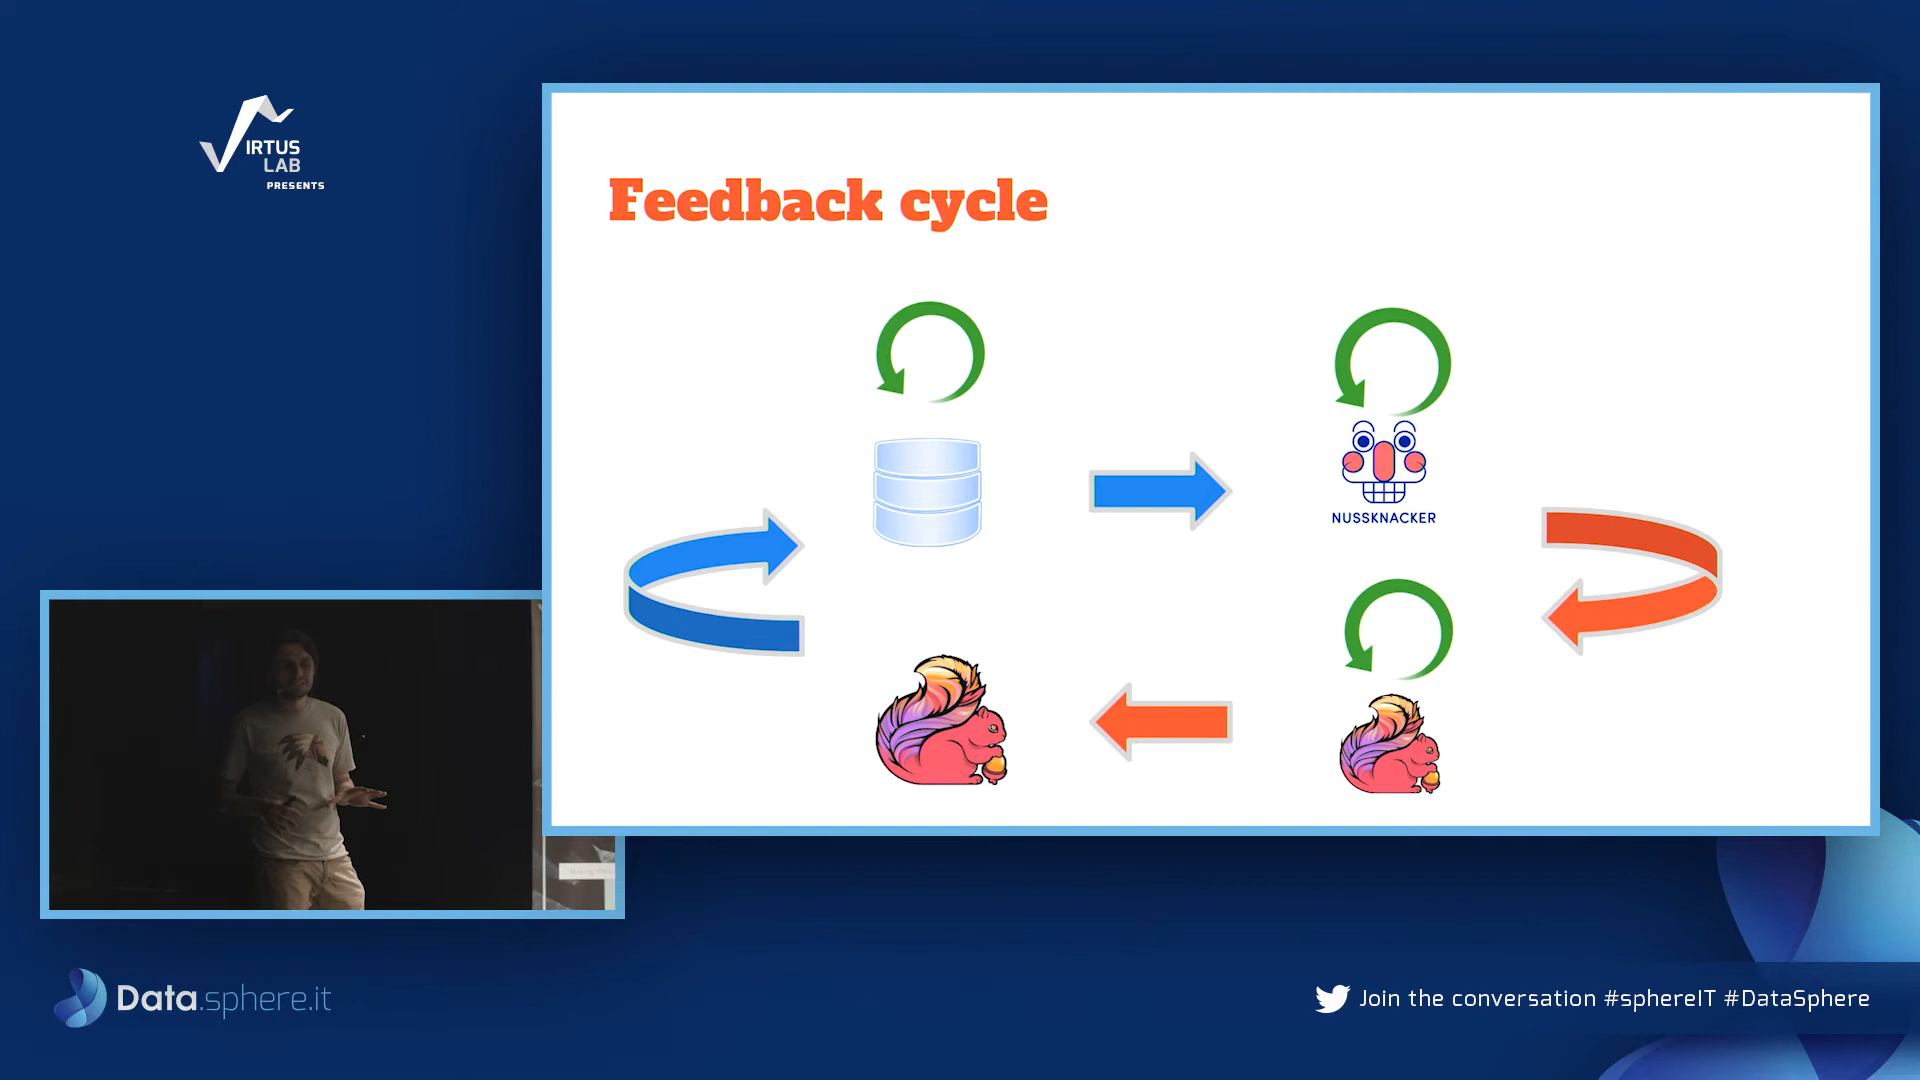 IRTUS
LAB
PRESENTS
Feedback cycle
NUSSKNACKER
Data.sphere.it
Join the conversation #sphereIT #DataSphere